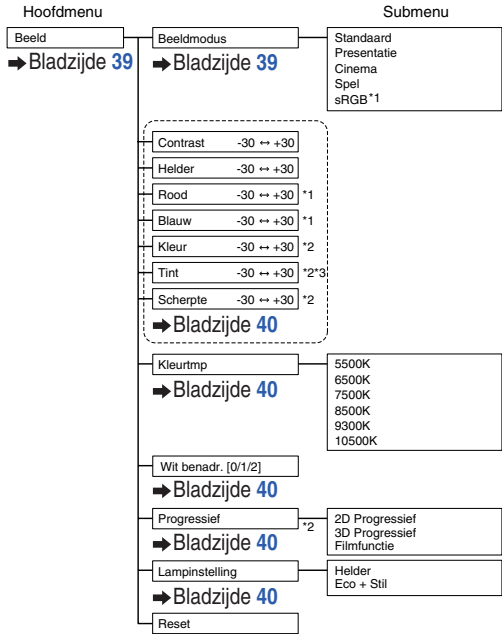 Hoofdmenu
Submenu
Beeld
➡Bladzijde 39
Beeldmodus
➡Bladzijde 39
Standaard
Presentatie
Cinema
Spel
sRGB*1
Contrast -30 ↔ +30
Helder -30 ↔ +30
Rood -30 ↔ +30 *1
Blauw -30 ↔ +30 *1
Kleur -30 ↔ +30 *2
Tint -30 ↔ +30 *2*3
Scherpte -30 ↔ +30 *2
➡Bladzijde 40
Kleurtmp
➡Bladzijde 40
5500K
6500K
7500K
8500K
9300K
10500K
Wit benadr. [0/1/2]
➡Bladzijde 40
Progressief *2
➡Bladzijde 40
2D Progressief
3D Progressief
Filmfunctie
Lampinstelling
➡Bladzijde 40
Helder
Eco + Stil
Reset